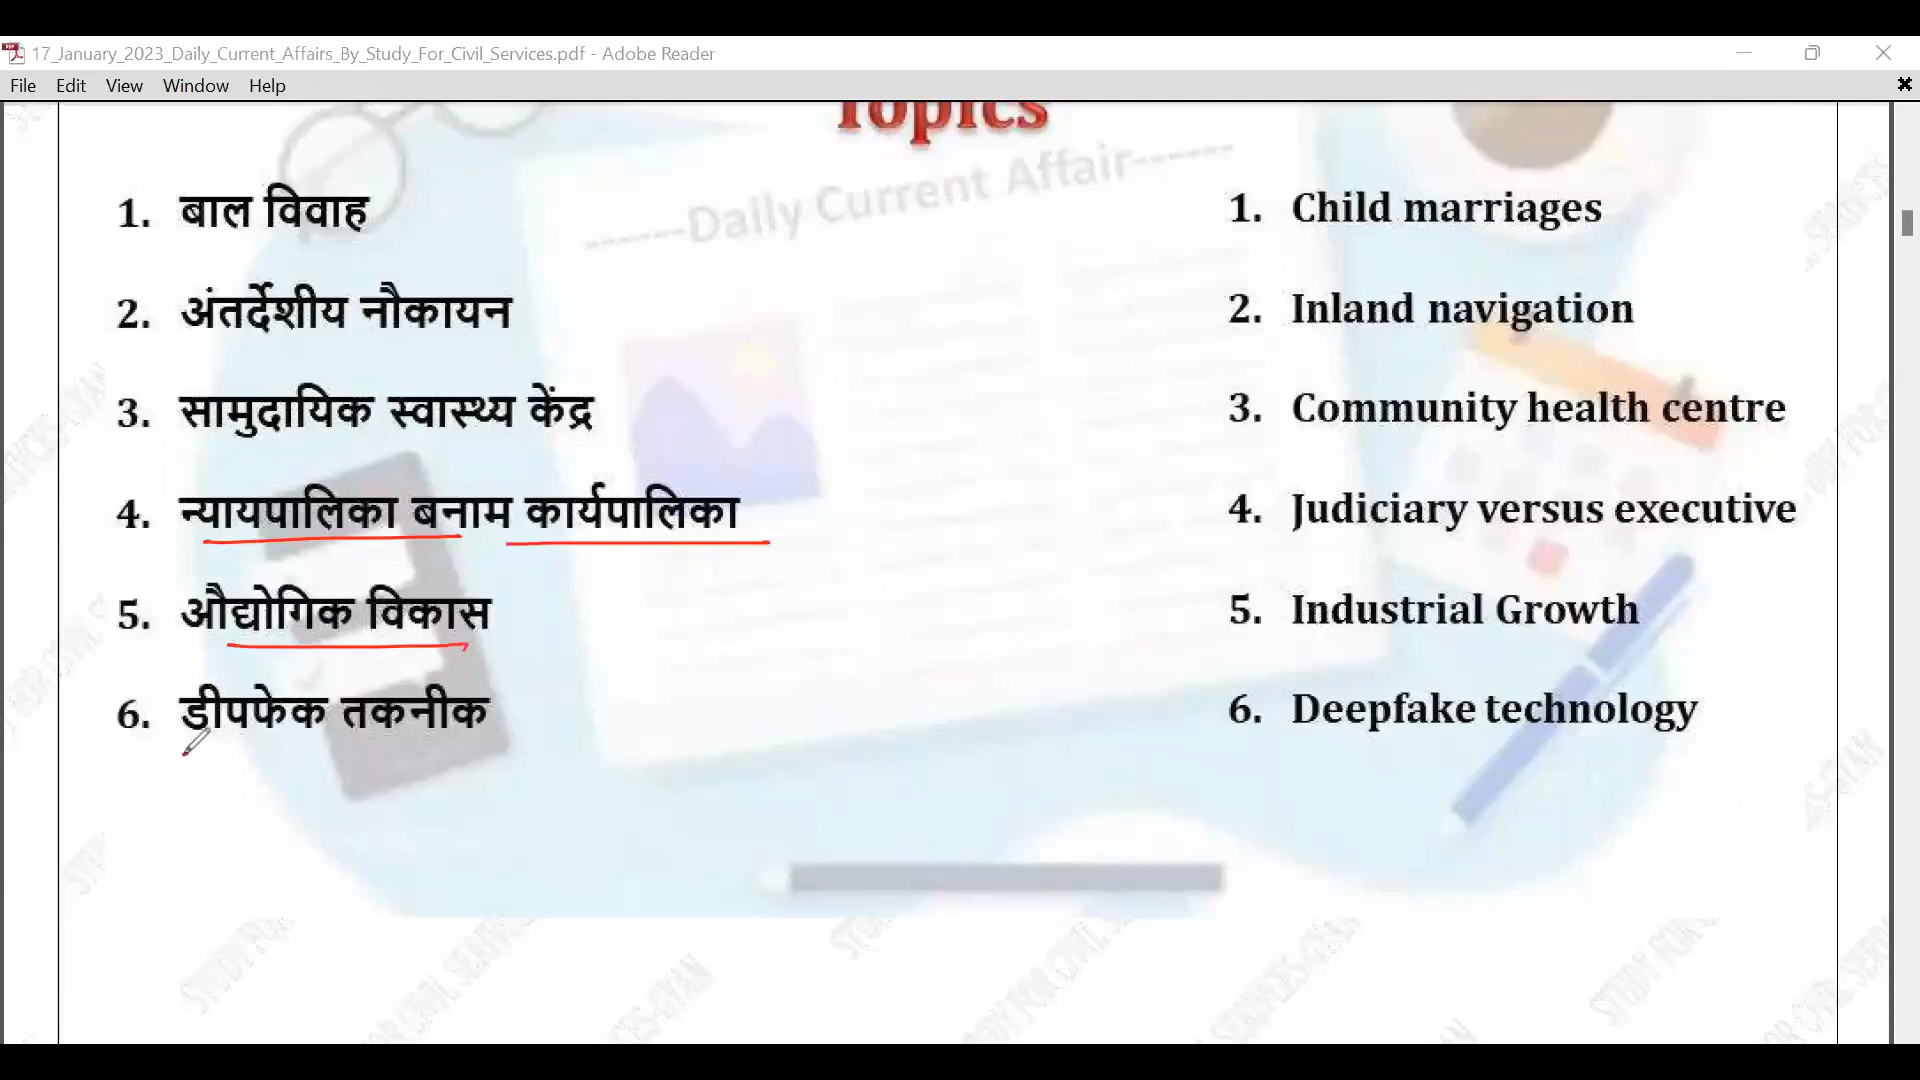 17_January_2023_Daily_Current_Affairs_By_Study_For_Civil_Services.pdf - Adobe Reader
File Edit View Window Help
Topics
------Daily Current Affair------
1. बाल विवाह
1. Child marriages
2. अंतर्देशीय नौकायन
2. Inland navigation
3. सामुदायिक स्वास्थ्य केंद्र
3. Community health centre
4. न्यायपालिका बनाम कार्यपालिका
4. Judiciary versus executive
5. औद्योगिक विकास
5. Industrial Growth
6. डीपफेक तकनीक
6. Deepfake technology